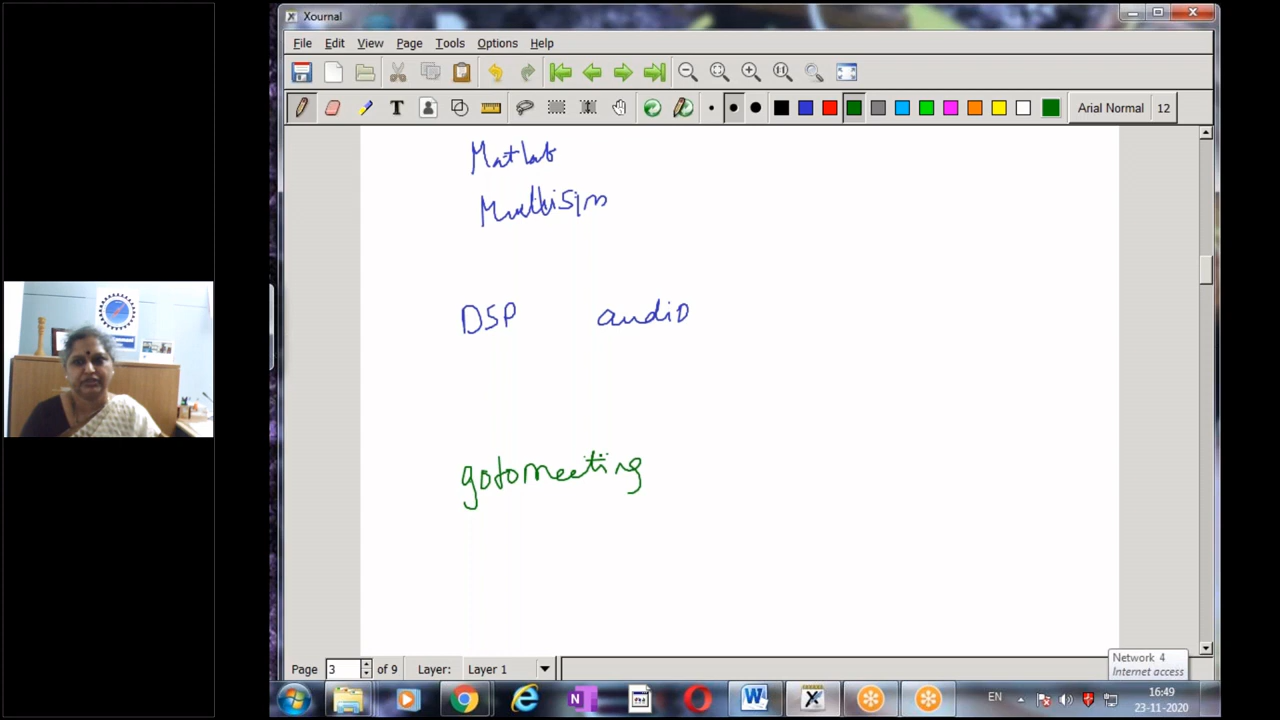 Xournal
File Edit View Page Tools Options Help
Arial Normal 12
MatLab
MultiSim
DSP audio
gotomeeting
Page 3 of 9 Layer: Layer 1
Network 4
Internet access
EN 16:49
23-11-2020